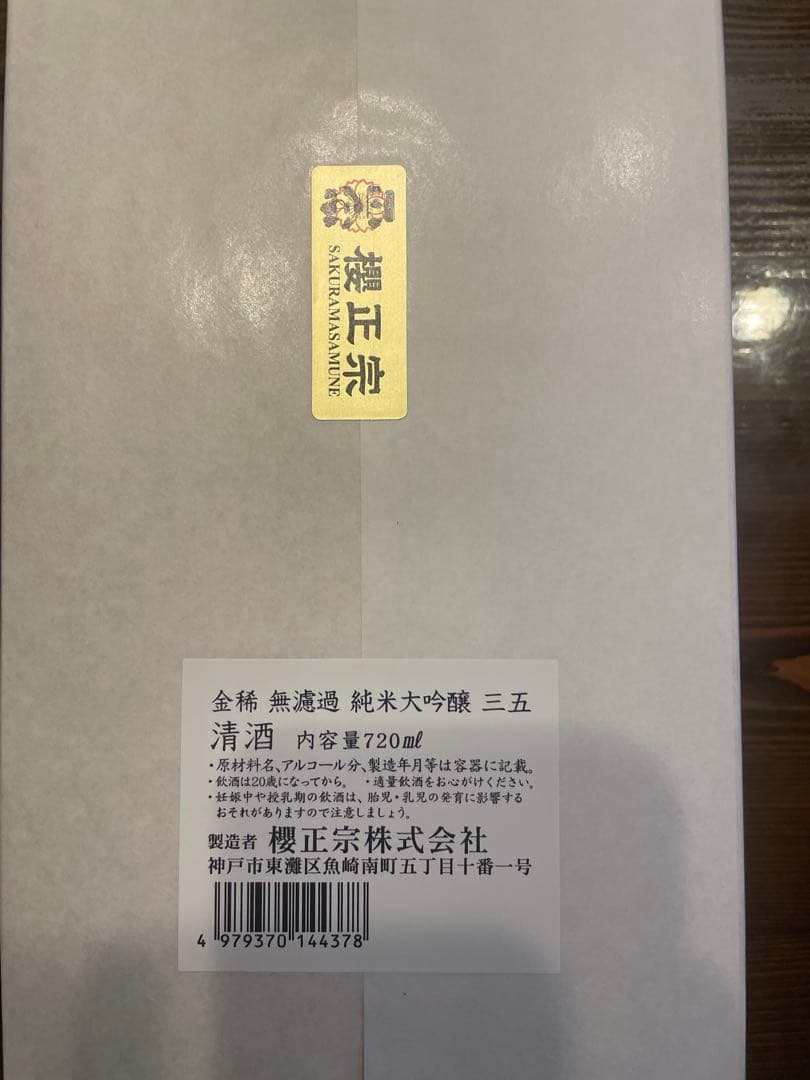 櫻正宗
SAKURAMASAMUNE
金稀 無濾過 純米大吟醸 三五
清酒 内容量720㎖
・原材料名、アルコール分、製造年月等は容器に記載。
・飲酒は20歳になってから。 ・適量飲酒をお心がけください。
・妊娠中や授乳期の飲酒は、胎児・乳児の発育に影響する
おそれがありますので注意しましょう。
製造者 櫻正宗株式会社
神戸市東灘区魚崎南町五丁目十番一号
4 979370 144378